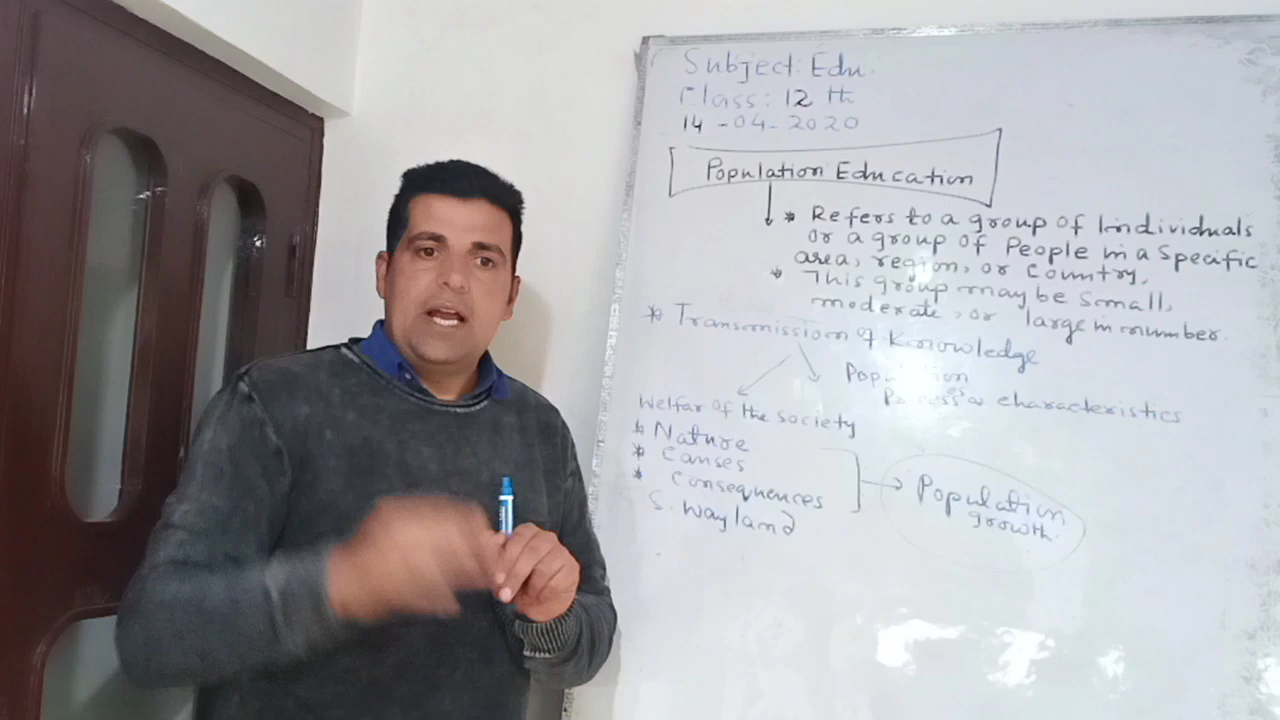 Subject: Edu.
Class: 12 th
14-04-2020
Population Education
* Refers to a group of Individuals
or a group of People in a Specific
area, region, or Country.
* This group may be Small,
moderate, or large in number.
* Transmission of Knowledge
Population
Process characteristics
Welfar of the society
* Nature
* Causes
* Consequences
S. Wayland
Population
growth.